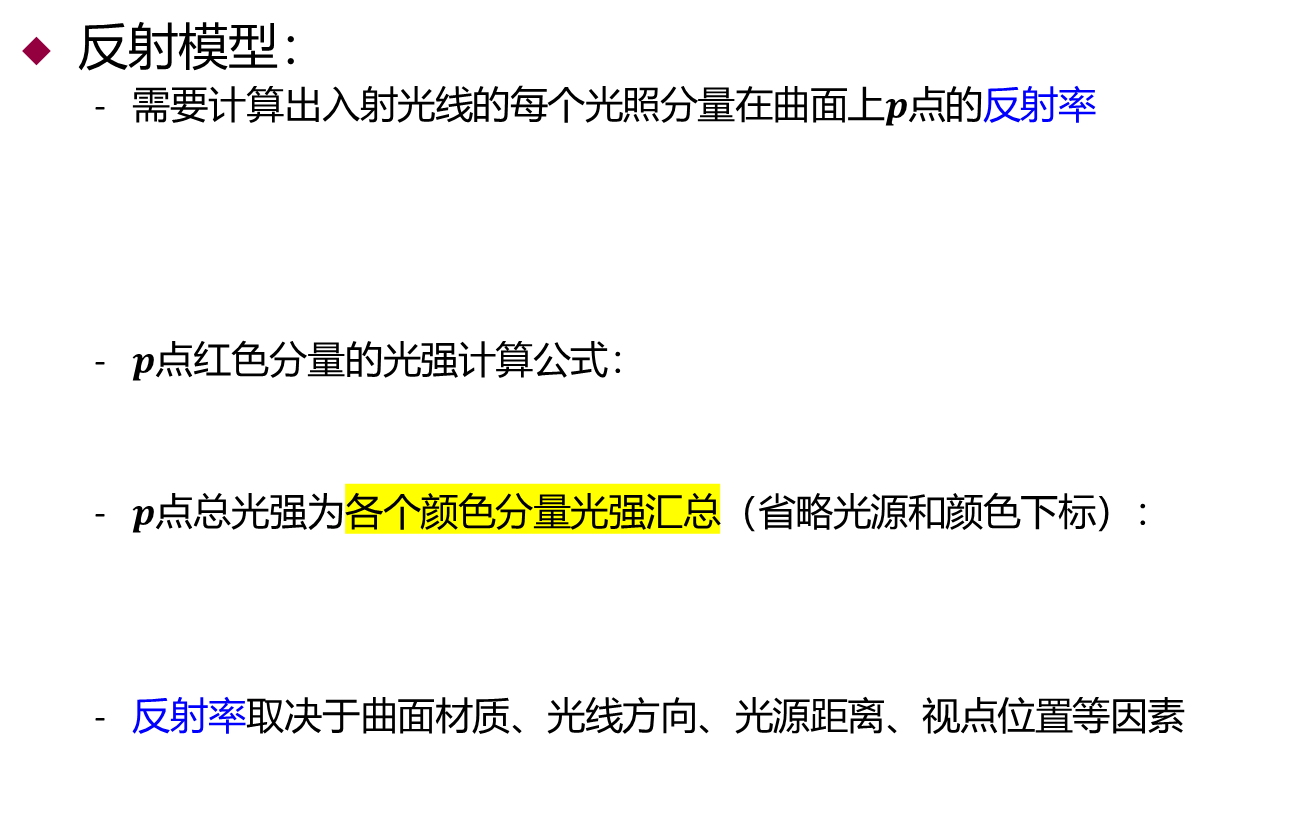 ◆ 反射模型：
- 需要计算出入射光线的每个光照分量在曲面上p点的反射率
- p点红色分量的光强计算公式：
- p点总光强为各个颜色分量光强汇总（省略光源和颜色下标）：
- 反射率取决于曲面材质、光线方向、光源距离、视点位置等因素